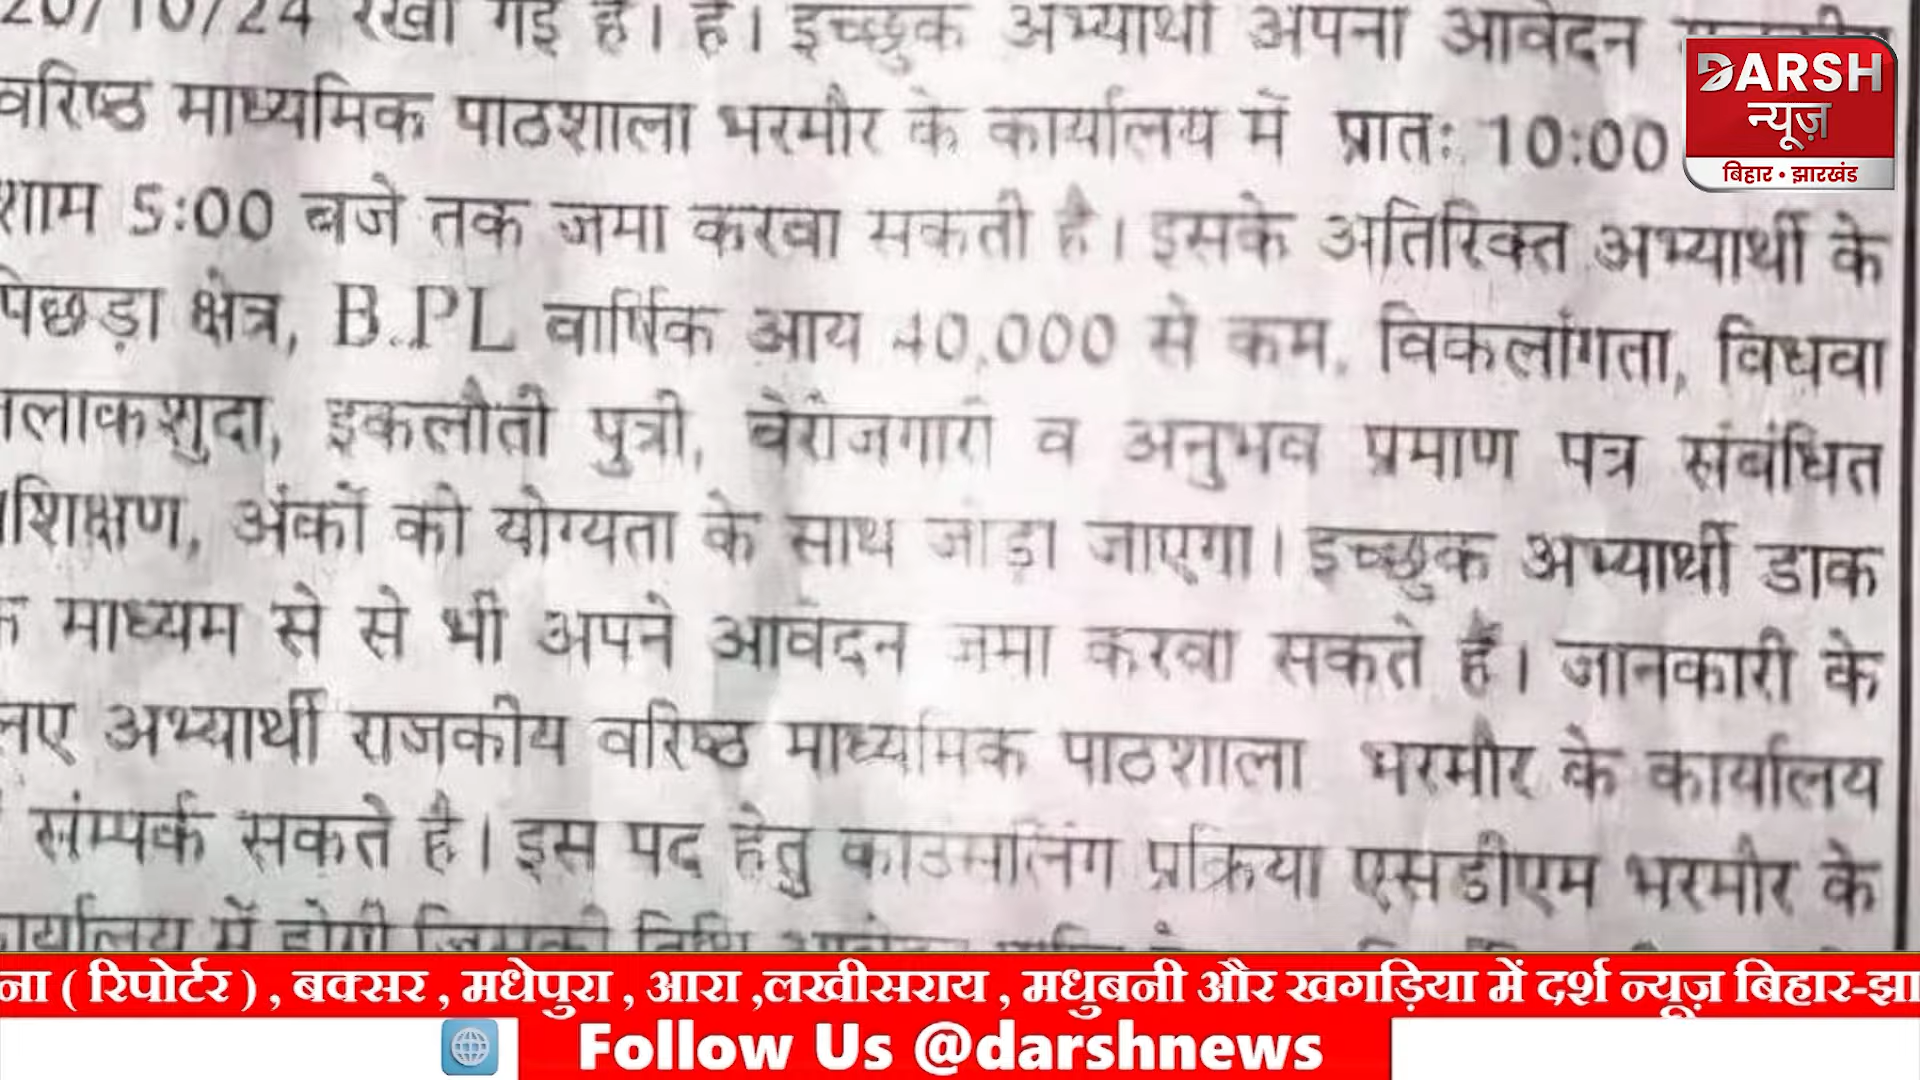 20/10/24 रखी गई है। है। इच्छुक अभ्यार्थी अपना आवेदन
वरिष्ठ माध्यमिक पाठशाला भरमौर के कार्यालय में प्रातः 10:00
शाम 5:00 बजे तक जमा करवा सकती है। इसके अतिरिक्त अभ्यार्थी के
पिछड़ा क्षेत्र, B.PL वार्षिक आय 40,000 से कम, विकलांगता, विधवा
तलाकशुदा, इकलौती पुत्री, बेरोजगारी व अनुभव प्रमाण पत्र संबंधित
प्रशिक्षण, अंकों की योग्यता के साथ जोड़ा जाएगा। इच्छुक अभ्यार्थी डाक
के माध्यम से से भी अपने आवेदन जमा करवा सकते हैं। जानकारी के
लिए अभ्यार्थी राजकीय वरिष्ठ माध्यमिक पाठशाला भरमौर के कार्यालय
संम्पर्क सकते है। इस पद हेतु काउंसलिंग प्रक्रिया एसडीएम भरमौर के
कार्यालय में होगी जिसकी तिथि
DARSH
न्यूज़
बिहार • झारखंड
ना ( रिपोर्टर ) , बक्सर , मधेपुरा , आरा ,लखीसराय , मधुबनी और खगड़िया में दर्श न्यूज़ बिहार-झा
Follow Us @darshnews